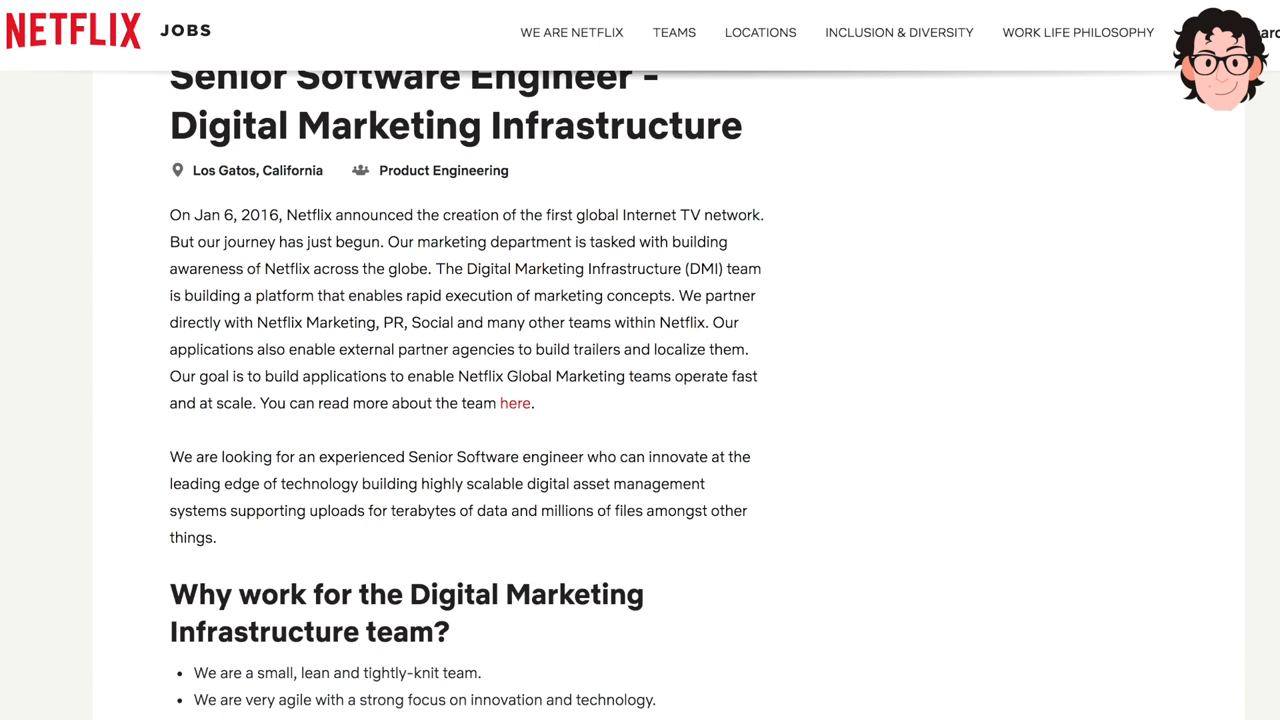 NETFLIX JOBS WE ARE NETFLIX TEAMS LOCATIONS INCLUSION & DIVERSITY WORK LIFE PHILOSOPHY
Senior Software Engineer -
Digital Marketing Infrastructure
Los Gatos, California Product Engineering
On Jan 6, 2016, Netflix announced the creation of the first global Internet TV network.
But our journey has just begun. Our marketing department is tasked with building
awareness of Netflix across the globe. The Digital Marketing Infrastructure (DMI) team
is building a platform that enables rapid execution of marketing concepts. We partner
directly with Netflix Marketing, PR, Social and many other teams within Netflix. Our
applications also enable external partner agencies to build trailers and localize them.
Our goal is to build applications to enable Netflix Global Marketing teams operate fast
and at scale. You can read more about the team here.
We are looking for an experienced Senior Software engineer who can innovate at the
leading edge of technology building highly scalable digital asset management
systems supporting uploads for terabytes of data and millions of files amongst other
things.
Why work for the Digital Marketing
Infrastructure team?
• We are a small, lean and tightly-knit team.
• We are very agile with a strong focus on innovation and technology.